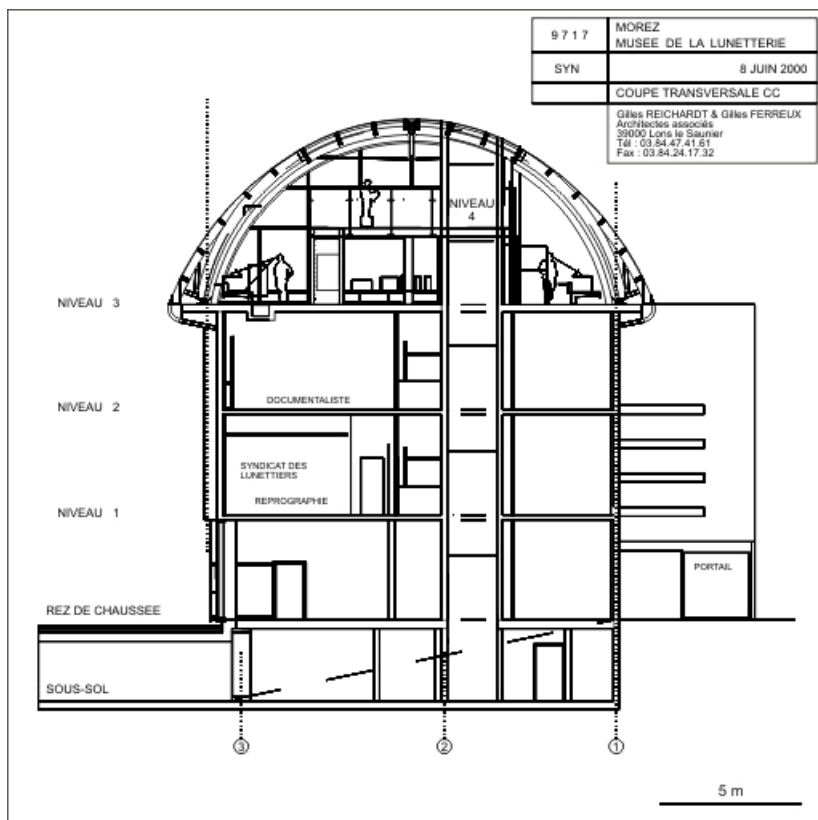 9717
MOREZ
MUSEE DE LA LUNETTERIE
SYN
8 JUIN 2000
COUPE TRANSVERSALE CC
Gilles REICHARDT & Gilles FERREUX
Architectes associés
39000 Lons le Saunier
Tél : 03.84.47.41.61
Fax : 03.84.24.17.32
NIVEAU
4
NIVEAU 3
NIVEAU 2
DOCUMENTALISTE
SYNDICAT DES
LUNETTIERS
REPROGRAPHIE
NIVEAU 1
PORTAIL
REZ DE CHAUSSEE
SOUS-SOL
3
2
1
5 m